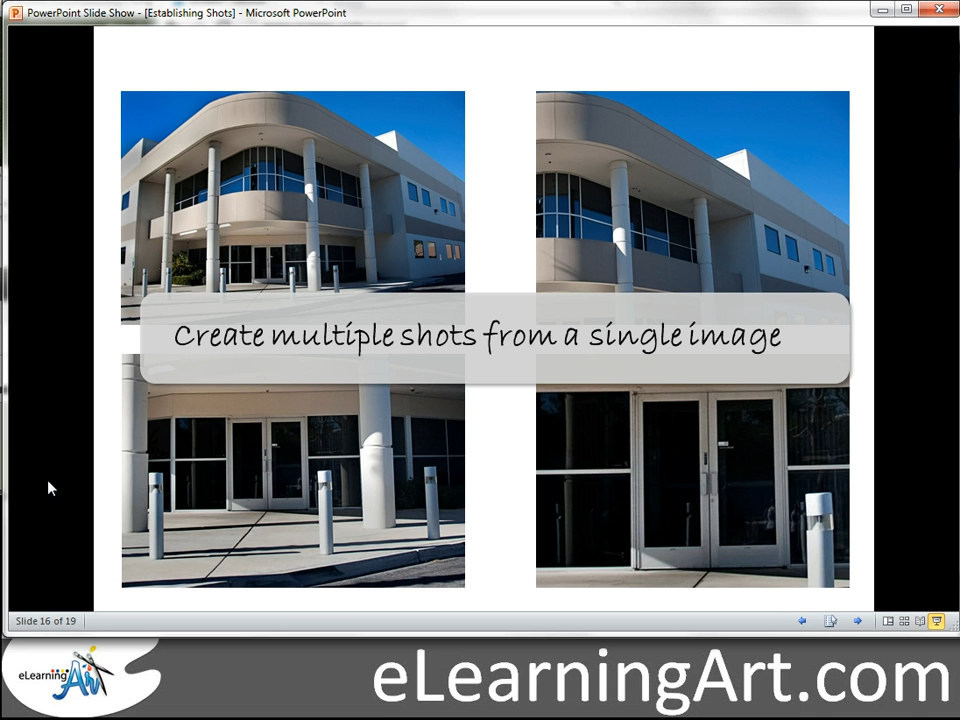 PowerPoint Slide Show - [Establishing Shots] - Microsoft PowerPoint
Create multiple shots from a single image
Slide 16 of 19
eLearning
Art
eLearningArt.com